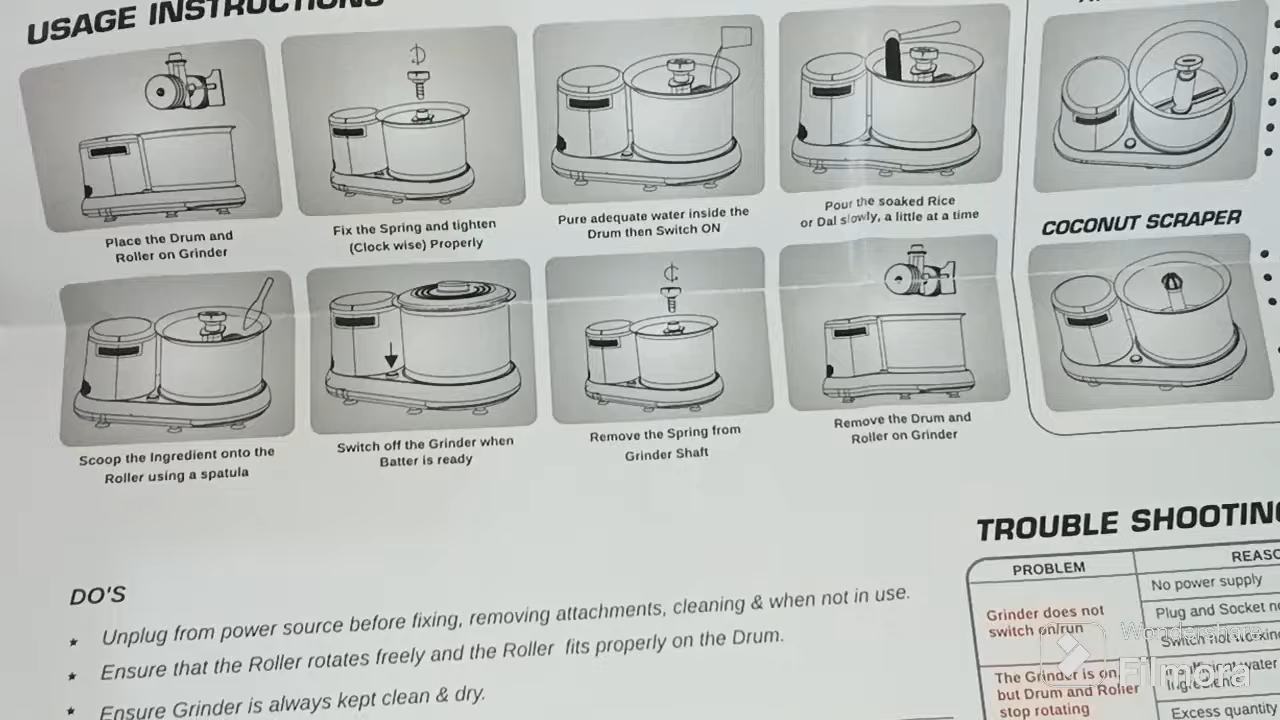 USAGE INSTRUCTIONS
Place the Drum and
Roller on Grinder
Fix the Spring and tighten
(Clock wise) Properly
Pure adequate water inside the
Drum then Switch ON
Pour the soaked Rice
or Dal slowly, a little at a time
Scoop the Ingredient onto the
Roller using a spatula
Switch off the Grinder when
Batter is ready
Remove the Spring from
Grinder Shaft
Remove the Drum and
Roller on Grinder
COCONUT SCRAPER
DO'S
★ Unplug from power source before fixing, removing attachments, cleaning & when not in use.
★ Ensure that the Roller rotates freely and the Roller fits properly on the Drum.
★ Ensure Grinder is always kept clean & dry.
TROUBLE SHOOTING
PROBLEM
Grinder does not
switch on/run
The Grinder is on,
but Drum and Roller
stop rotating
No power supply
Plug and Socket
Switch not
water
Excess quantity
Wondershare
Filmora